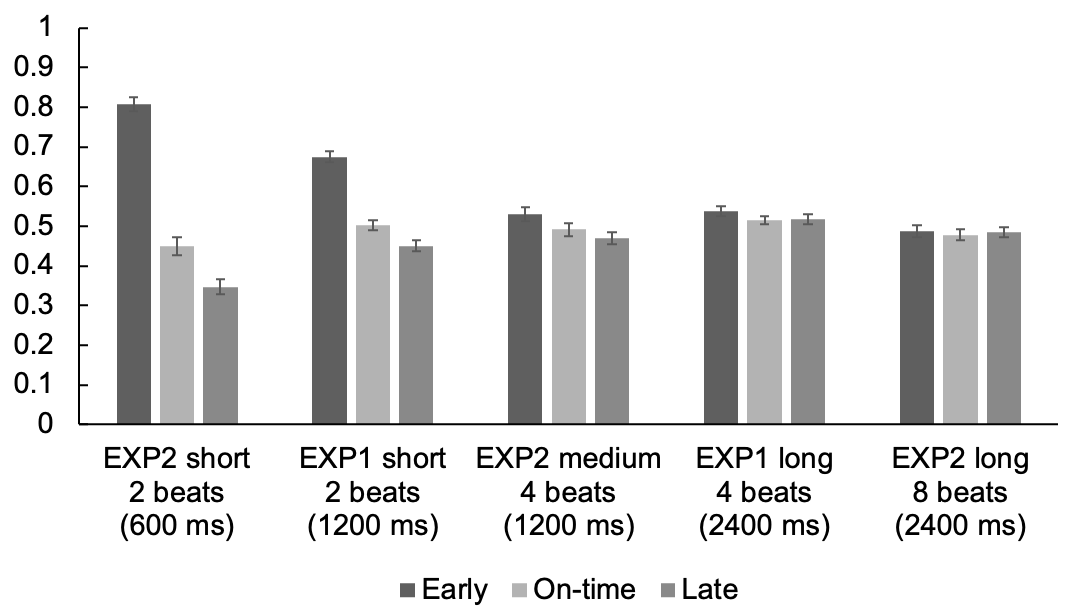 1
0.9
0.8
0.7
0.6
0.5
0.4
0.3
0.2
0.1
0
EXP2 short
2 beats
(600 ms)
EXP1 short
2 beats
(1200 ms)
EXP2 medium
4 beats
(1200 ms)
EXP1 long
4 beats
(2400 ms)
EXP2 long
8 beats
(2400 ms)
Early On-time Late